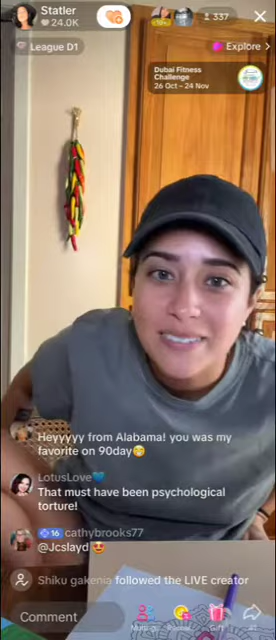 Statler
24.0K
337
League D1
Explore >
Dubai Fitness
Challenge
26 Oct – 24 Nov
Heyyyyy from Alabama! you was my
favorite on 90day
LotusLove
That must have been psychological
torture!
16 cathybrooks77
@Jcslayd
Shiku gakenia followed the LIVE creator
Comment
Gift